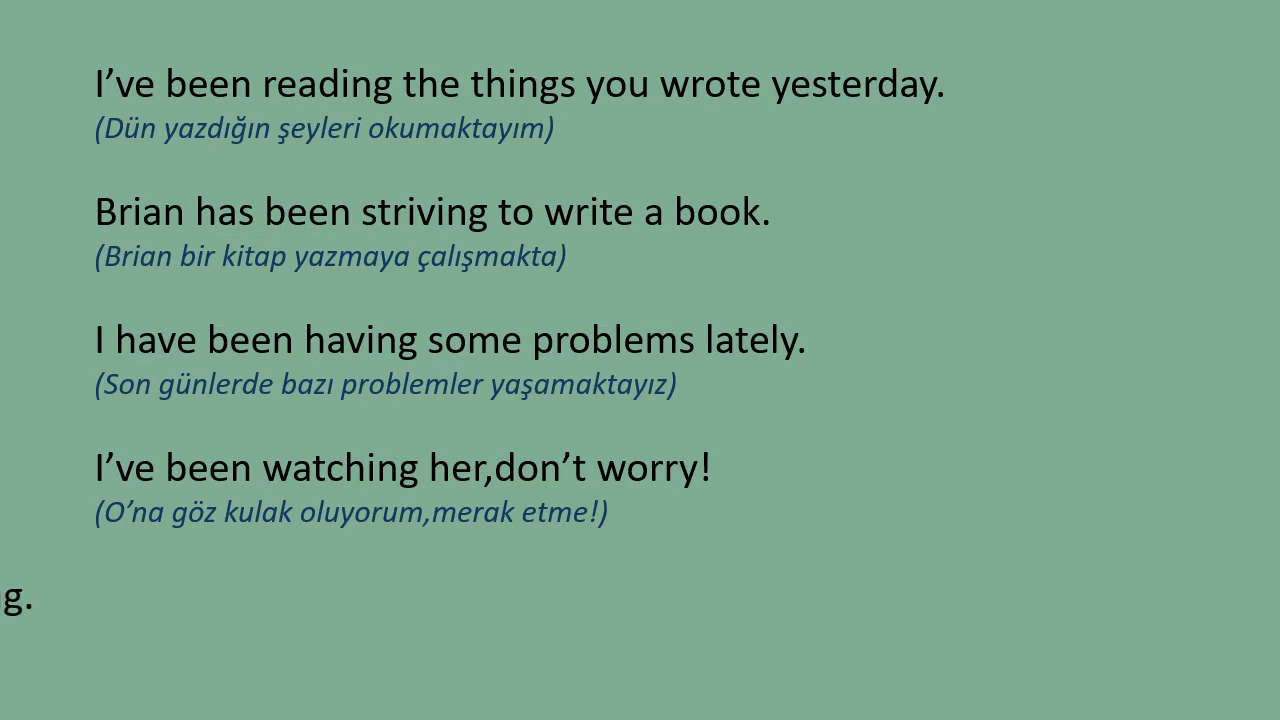 I’ve been reading the things you wrote yesterday.
(Dün yazdığın şeyleri okumaktayım)
Brian has been striving to write a book.
(Brian bir kitap yazmaya çalışmakta)
I have been having some problems lately.
(Son günlerde bazı problemler yaşamaktayız)
I’ve been watching her,don’t worry!
(O’na göz kulak oluyorum,merak etme!)